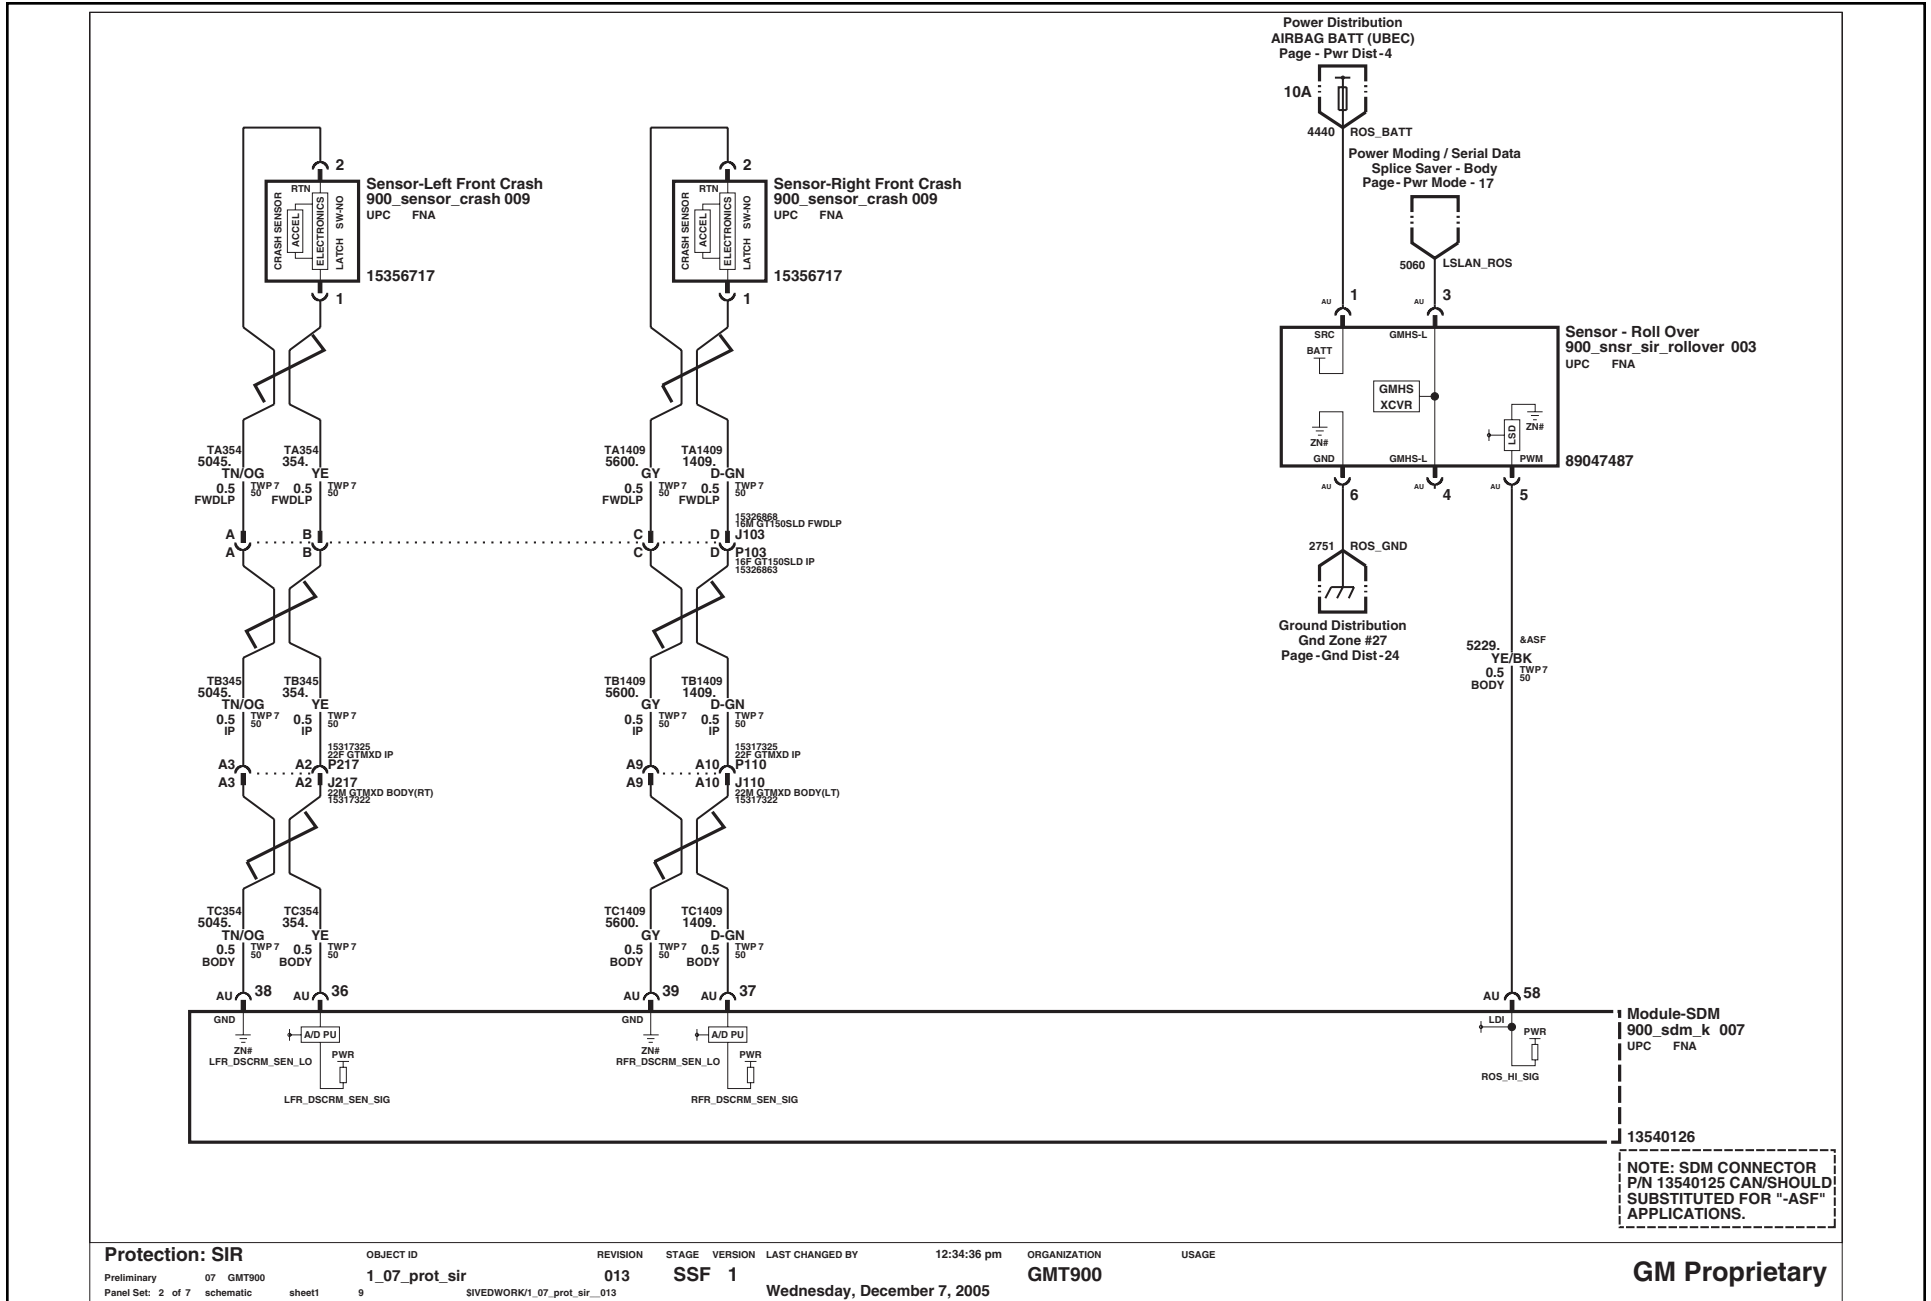 Power Distribution
AIRBAG BATT (UBEC)
Page - Pwr Dist-4
10A
4440 ROS_BATT
Power Moding / Serial Data
Splice Saver - Body
Page- Pwr Mode - 17
5060 LSLAN_ROS
2
Sensor-Left Front Crash
900_sensor_crash 009
UPC FNA
RTN
CRASH SENSOR
ACCEL
ELECTRONICS
LATCH SW-NO
15356717
1
2
Sensor-Right Front Crash
900_sensor_crash 009
UPC FNA
RTN
CRASH SENSOR
ACCEL
ELECTRONICS
LATCH SW-NO
15356717
1
AU 1 AU 3
SRC GMHS-L
BATT
GMHS
XCVR
ZN#
LSD
ZN#
GND GMHS-L PWM
Sensor - Roll Over
900_snsr_sir_rollover 003
UPC FNA
89047487
AU 6 AU 4 AU 5
2751 ROS_GND
Ground Distribution
Gnd Zone #27
Page-Gnd Dist-24
5229. &ASF
YE/BK
0.5 TWP 7
BODY 50
TA354 TA354 TA1409 TA1409
5045. 354. 5600. 1409.
TN/OG YE GY D-GN
0.5 TWP 7 0.5 TWP 7 0.5 TWP 7 0.5 TWP 7
FWDLP 50 FWDLP 50 FWDLP 50 FWDLP 50
15326868
16M GT150SLD FWDLP
A B C D J103
A B C D P103
16F GT150SLD IP
15326863
TB345 TB345 TB1409 TB1409
5045. 354. 5600. 1409.
TN/OG YE GY D-GN
0.5 TWP 7 0.5 TWP 7 0.5 TWP 7 0.5 TWP 7
IP 50 IP 50 IP 50 IP 50
15317325 15317325
22F GTMXD IP 22F GTMXD IP
A3 A2 P217 A9 A10 P110
A3 A2 J217 A9 A10 J110
22M GTMXD BODY(RT) 22M GTMXD BODY(LT)
15317322 15317322
TC354 TC354 TC1409 TC1409
5045. 354. 5600. 1409.
TN/OG YE GY D-GN
0.5 TWP 7 0.5 TWP 7 0.5 TWP 7 0.5 TWP 7
BODY 50 BODY 50 BODY 50 BODY 50
AU 38 AU 36 AU 39 AU 37 AU 58
GND A/D PU GND A/D PU LDI
ZN# PWR ZN# PWR PWR
LFR_DSCRM_SEN_LO RFR_DSCRM_SEN_LO ROS_HI_SIG
LFR_DSCRM_SEN_SIG RFR_DSCRM_SEN_SIG
Module-SDM
900_sdm_k 007
UPC FNA
13540126
NOTE: SDM CONNECTOR
P/N 13540125 CAN/SHOULD
SUBSTITUTED FOR "-ASF"
APPLICATIONS.
Protection: SIR OBJECT ID REVISION STAGE VERSION LAST CHANGED BY 12:34:36 pm ORGANIZATION USAGE
Preliminary 07 GMT900 1_07_prot_sir 013 SSF 1 GMT900 GM Proprietary
Panel Set: 2 of 7 schematic sheet1 9 $IVEDWORK/1_07_prot_sir__013 Wednesday, December 7, 2005